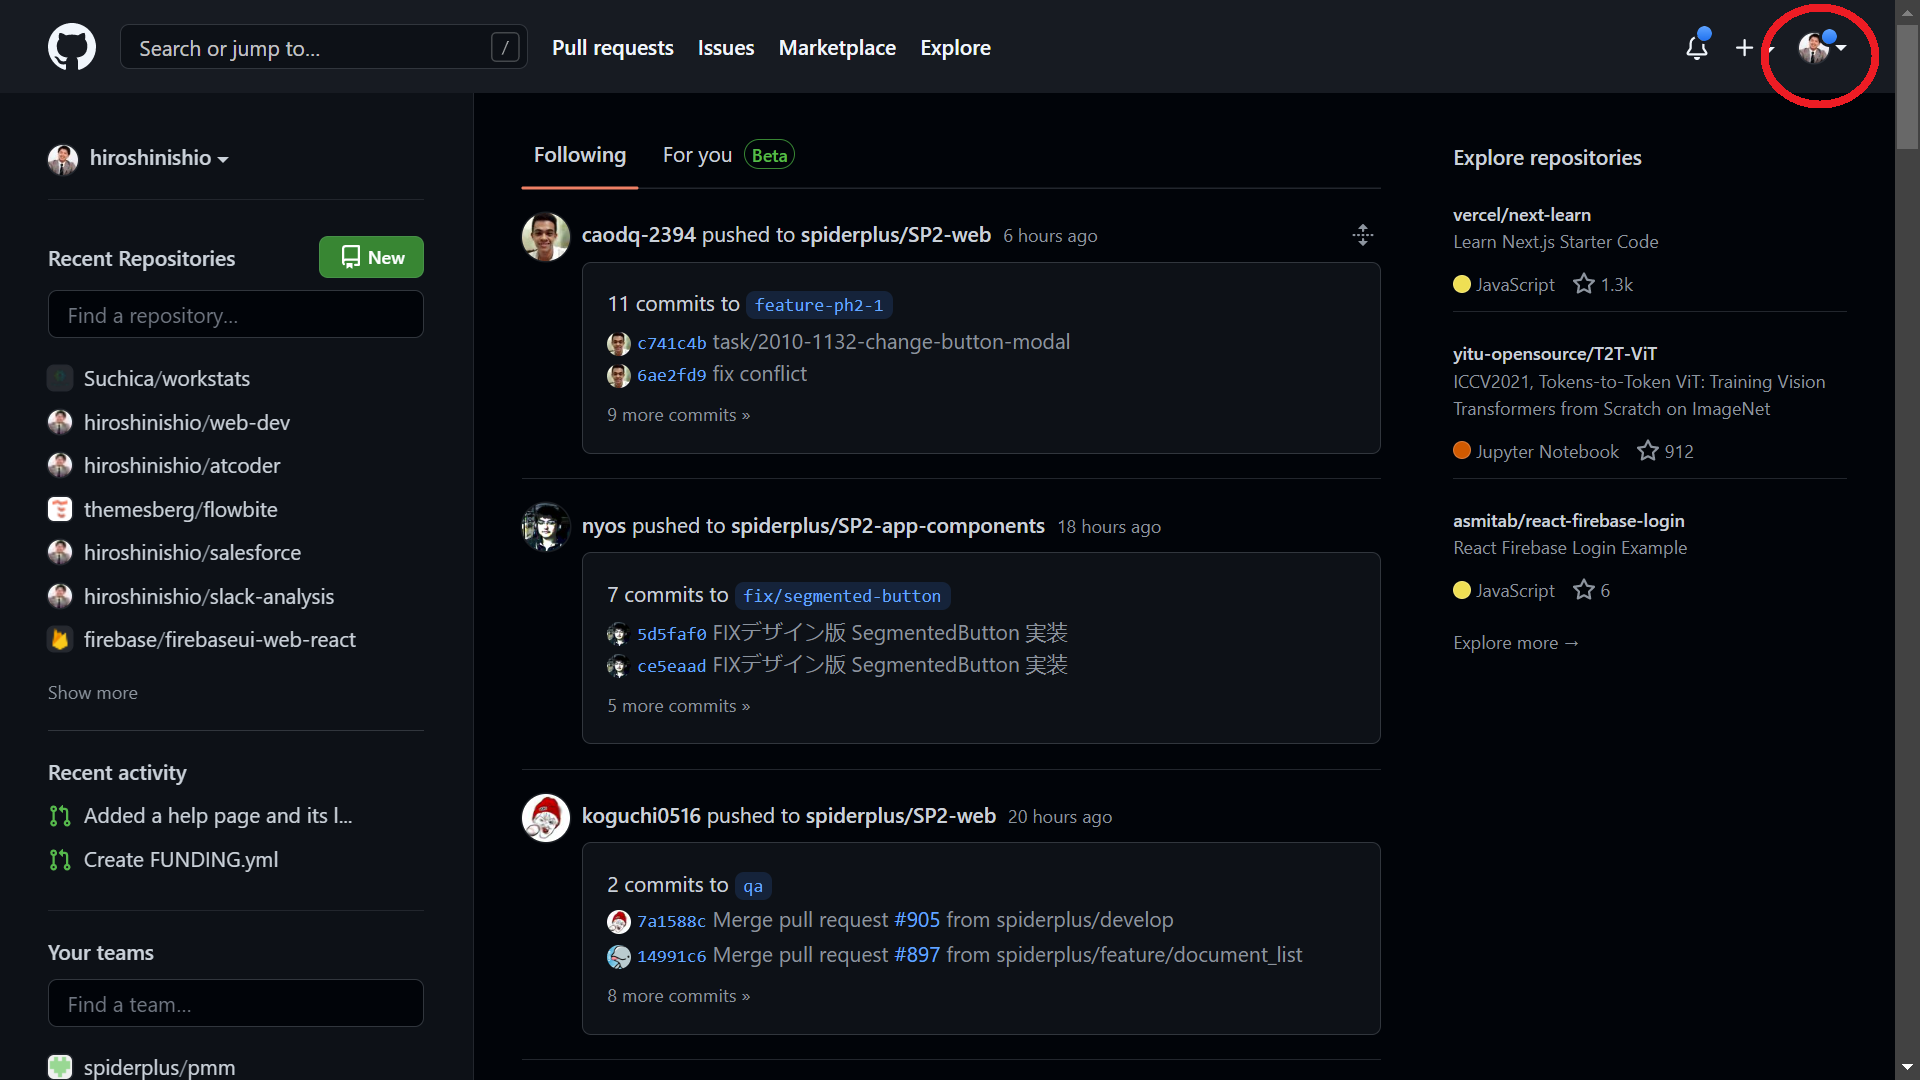 Search or jump to...
/
Pull requests
Issues
Marketplace
Explore
hiroshinishio
Recent Repositories
New
Find a repository...
Suchica/workstats
hiroshinishio/web-dev
hiroshinishio/atcoder
themesberg/flowbite
hiroshinishio/salesforce
hiroshinishio/slack-analysis
firebase/firebaseui-web-react
Show more
Recent activity
Added a help page and its l...
Create FUNDING.yml
Your teams
Find a team...
spiderplus/pmm
Following
For you Beta
caodq-2394 pushed to spiderplus/SP2-web 6 hours ago
11 commits to feature-ph2-1
c741c4b task/2010-1132-change-button-modal
6ae2fd9 fix conflict
9 more commits »
nyos pushed to spiderplus/SP2-app-components 18 hours ago
7 commits to fix/segmented-button
5d5faf0 FIXデザイン版 SegmentedButton 実装
ce5eaad FIXデザイン版 SegmentedButton 実装
5 more commits »
koguchi0516 pushed to spiderplus/SP2-web 20 hours ago
2 commits to qa
7a1588c Merge pull request #905 from spiderplus/develop
14991c6 Merge pull request #897 from spiderplus/feature/document_list
8 more commits »
Explore repositories
vercel/next-learn
Learn Next.js Starter Code
JavaScript 1.3k
yitu-opensource/T2T-ViT
ICCV2021, Tokens-to-Token ViT: Training Vision
Transformers from Scratch on ImageNet
Jupyter Notebook 912
asmitab/react-firebase-login
React Firebase Login Example
JavaScript 6
Explore more →